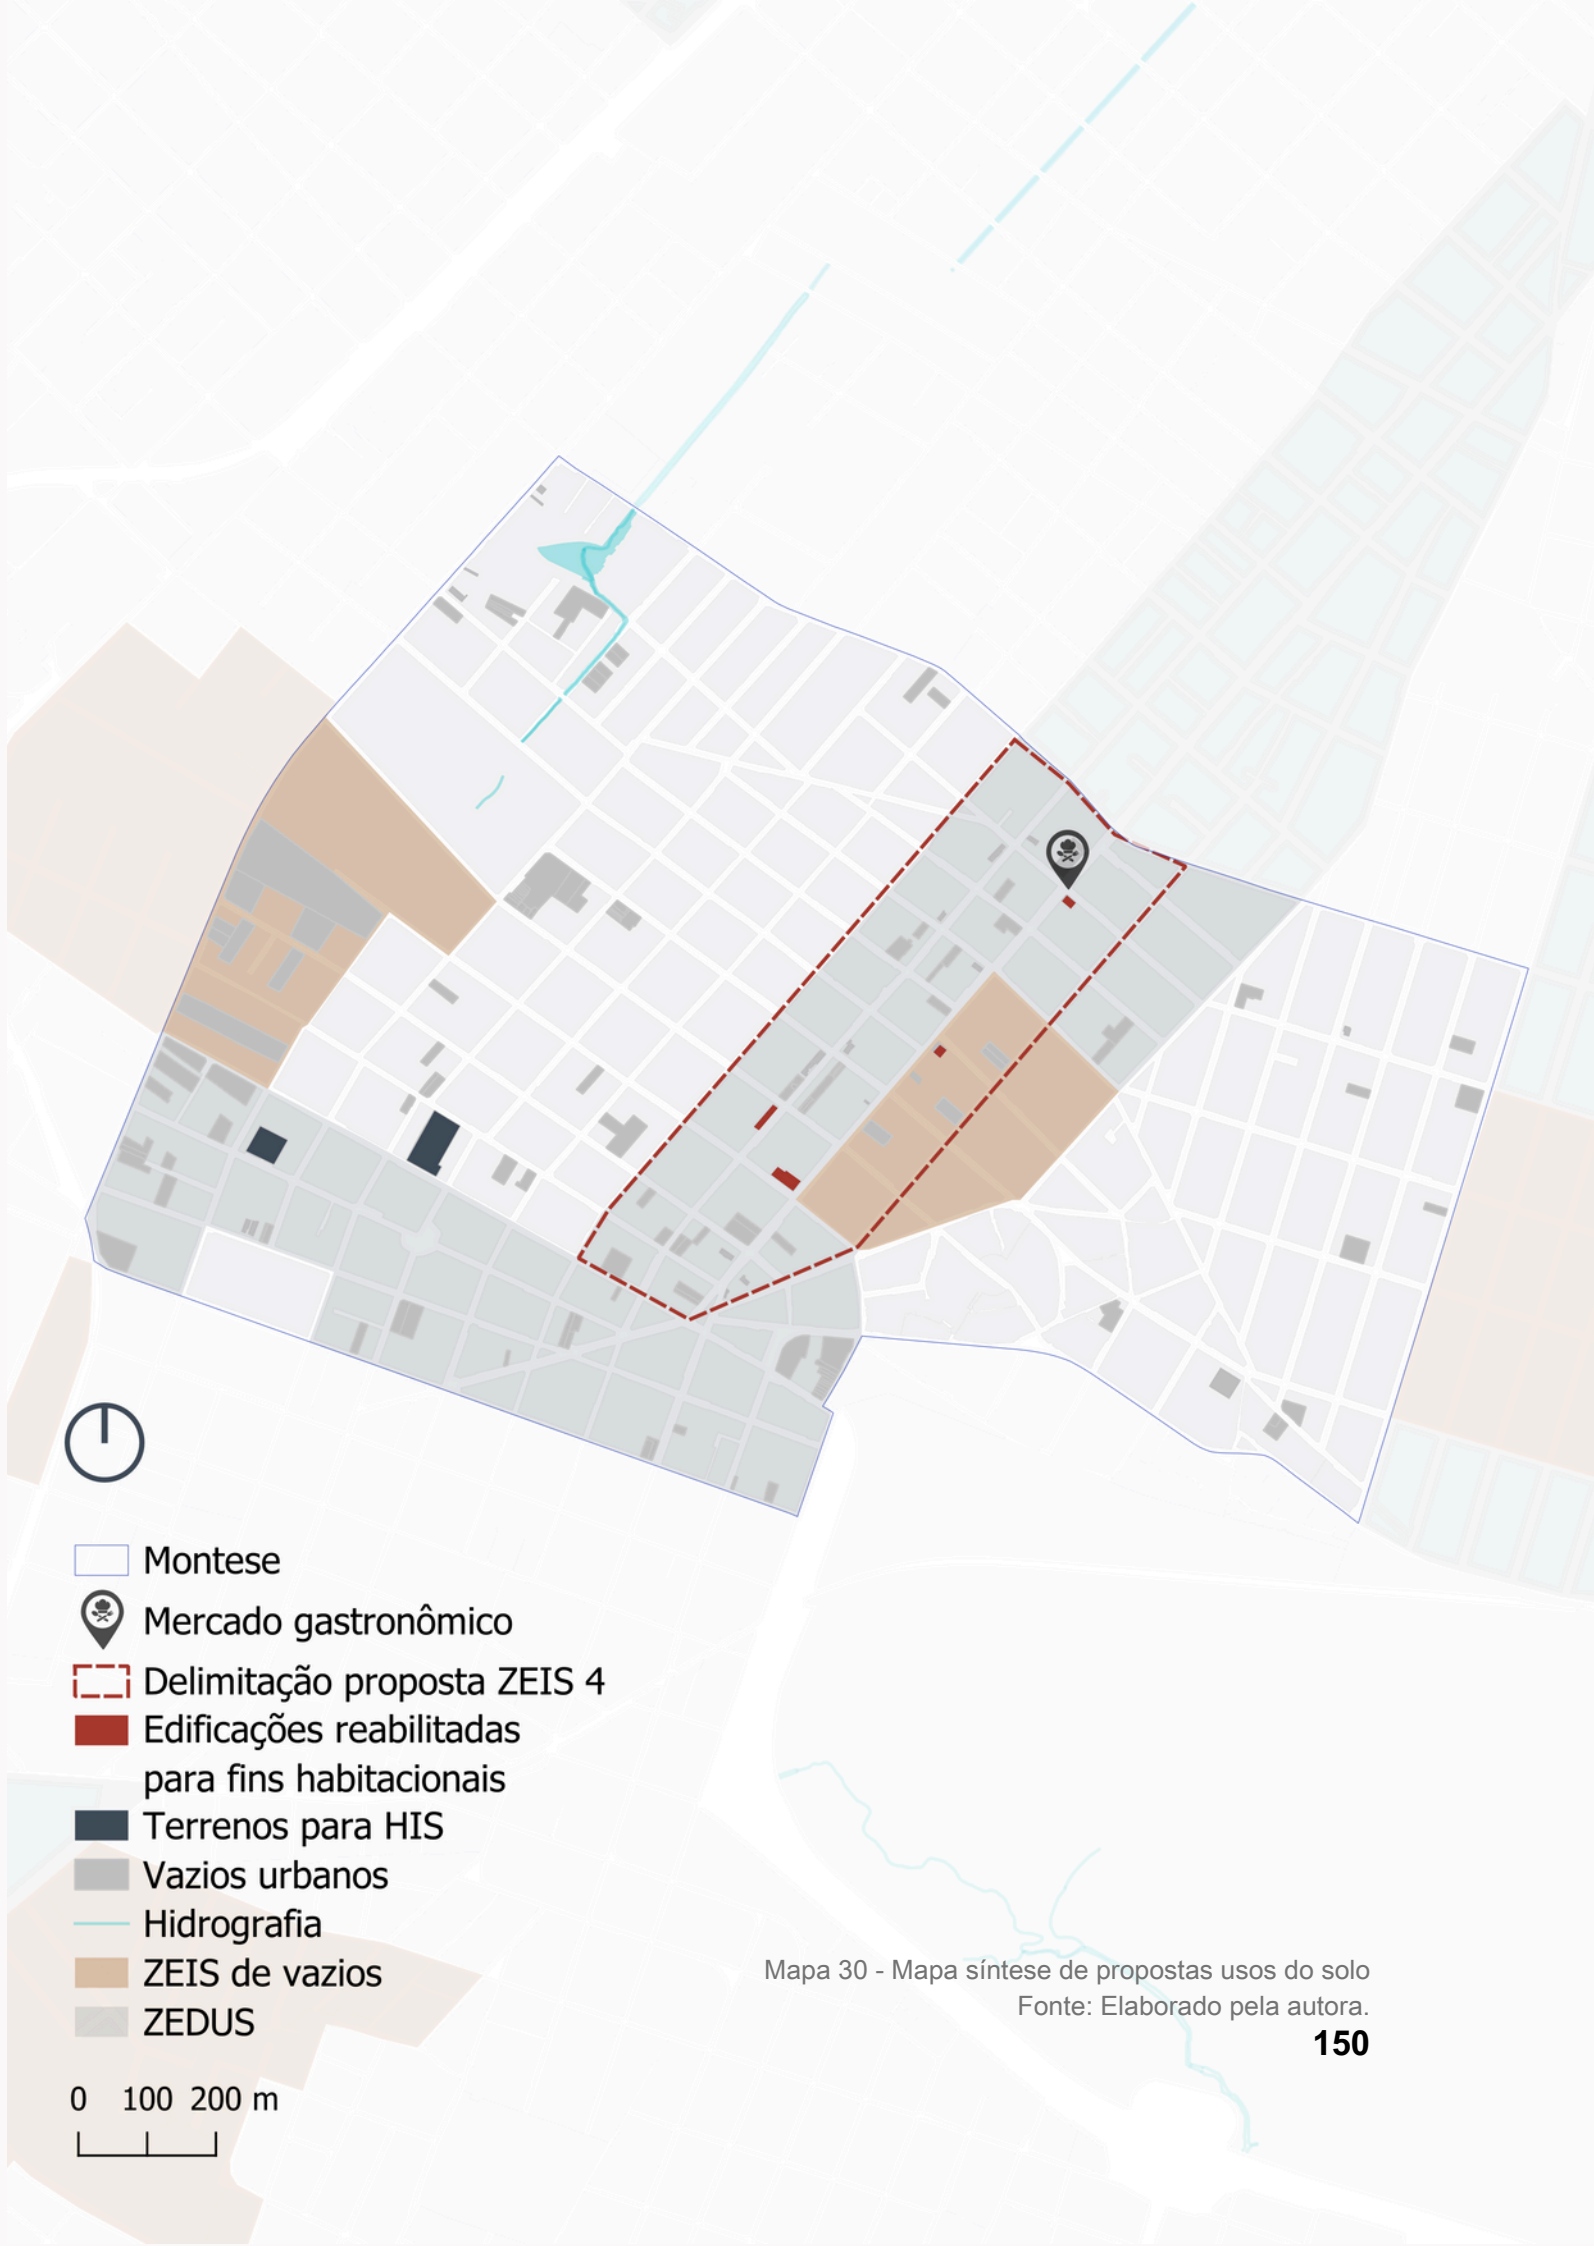 Montese
Mercado gastronômico
Delimitação proposta ZEIS 4
Edificações reabilitadas
para fins habitacionais
Terrenos para HIS
Vazios urbanos
Hidrografia
ZEIS de vazios
ZEDUS
0 100 200 m
Mapa 30 - Mapa síntese de propostas usos do solo
Fonte: Elaborado pela autora.
150